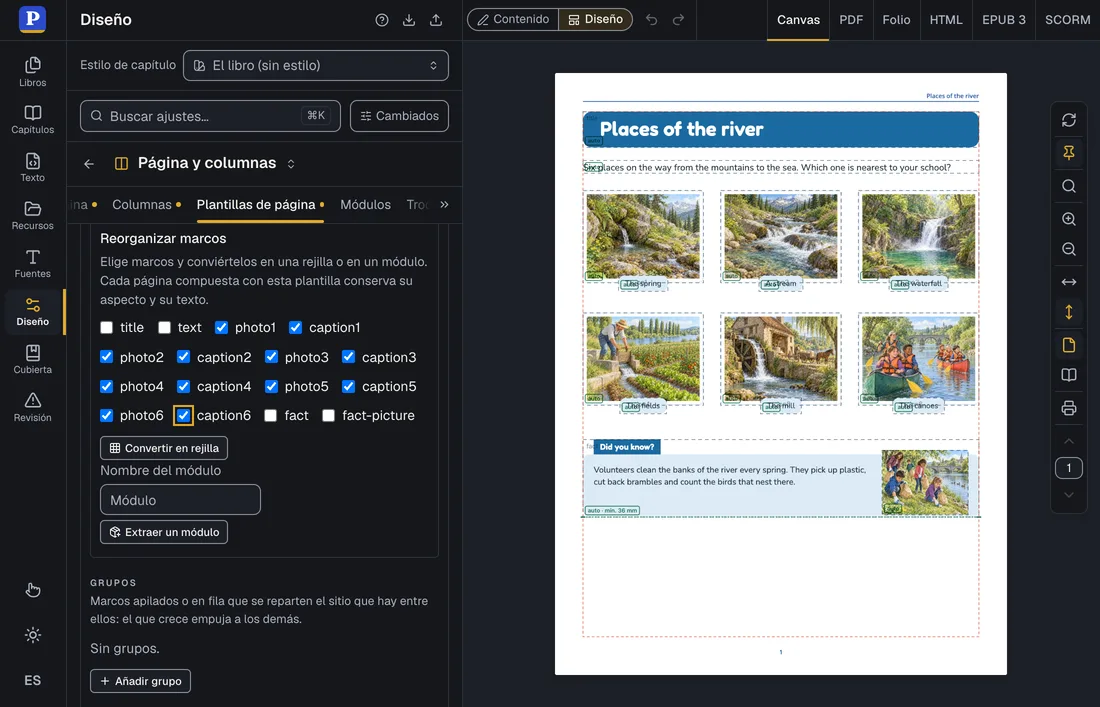 P
Diseño
Contenido
Diseño
Canvas
PDF
Folio
HTML
EPUB 3
SCORM
Libros
Capítulos
Texto
Recursos
Fuentes
Diseño
Cubierta
Revisión
ES
Estilo de capítulo
El libro (sin estilo)
Buscar ajustes...
⌘K
Cambiados
Página y columnas
Columnas
Plantillas de página
Módulos
Reorganizar marcos
Elige marcos y conviértelos en una rejilla o en un módulo.
Cada página compuesta con esta plantilla conserva su
aspecto y su texto.
title text photo1 caption1
photo2 caption2 photo3 caption3
photo4 caption4 photo5 caption5
photo6 caption6 fact fact-picture
Convertir en rejilla
Nombre del módulo
Módulo
Extraer un módulo
GRUPOS
Marcos apilados o en fila que se reparten el sitio que hay entre
ellos: el que crece empuja a los demás.
Sin grupos.
+ Añadir grupo
Places of the river
Places of the river
auto
places on the way from the mountains to the sea. Which one is nearest to your school?
The spring
A stream
The waterfall
The fields
The mill
The canoes
Did you know?
Volunteers clean the banks of the river every spring. They pick up plastic,
cut back brambles and count the birds that nest there.
auto · min. 36 mm
1
1